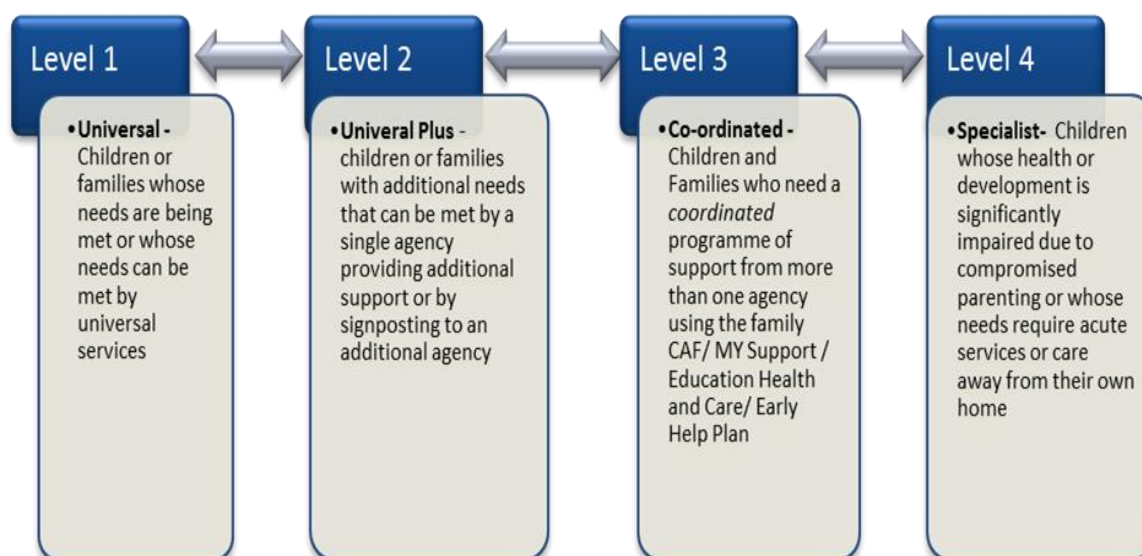 Level 1
•Universal -
Children or
families whose
needs are being
met or whose
needs can be
met by
universal
services
Level 2
•Univeral Plus -
children or families
with additional needs
that can be met by a
single agency
providing additional
support or by
signposting to an
additional agency
Level 3
•Co-ordinated -
Children and
Families who need a
coordinated
programme of
support from more
than one agency
using the family
CAF/ MY Support /
Education Health
and Care/ Early
Help Plan
Level 4
•Specialist- Children
whose health or
development is
significantly
impaired due to
compromised
parenting or whose
needs require acute
services or care
away from their own
home